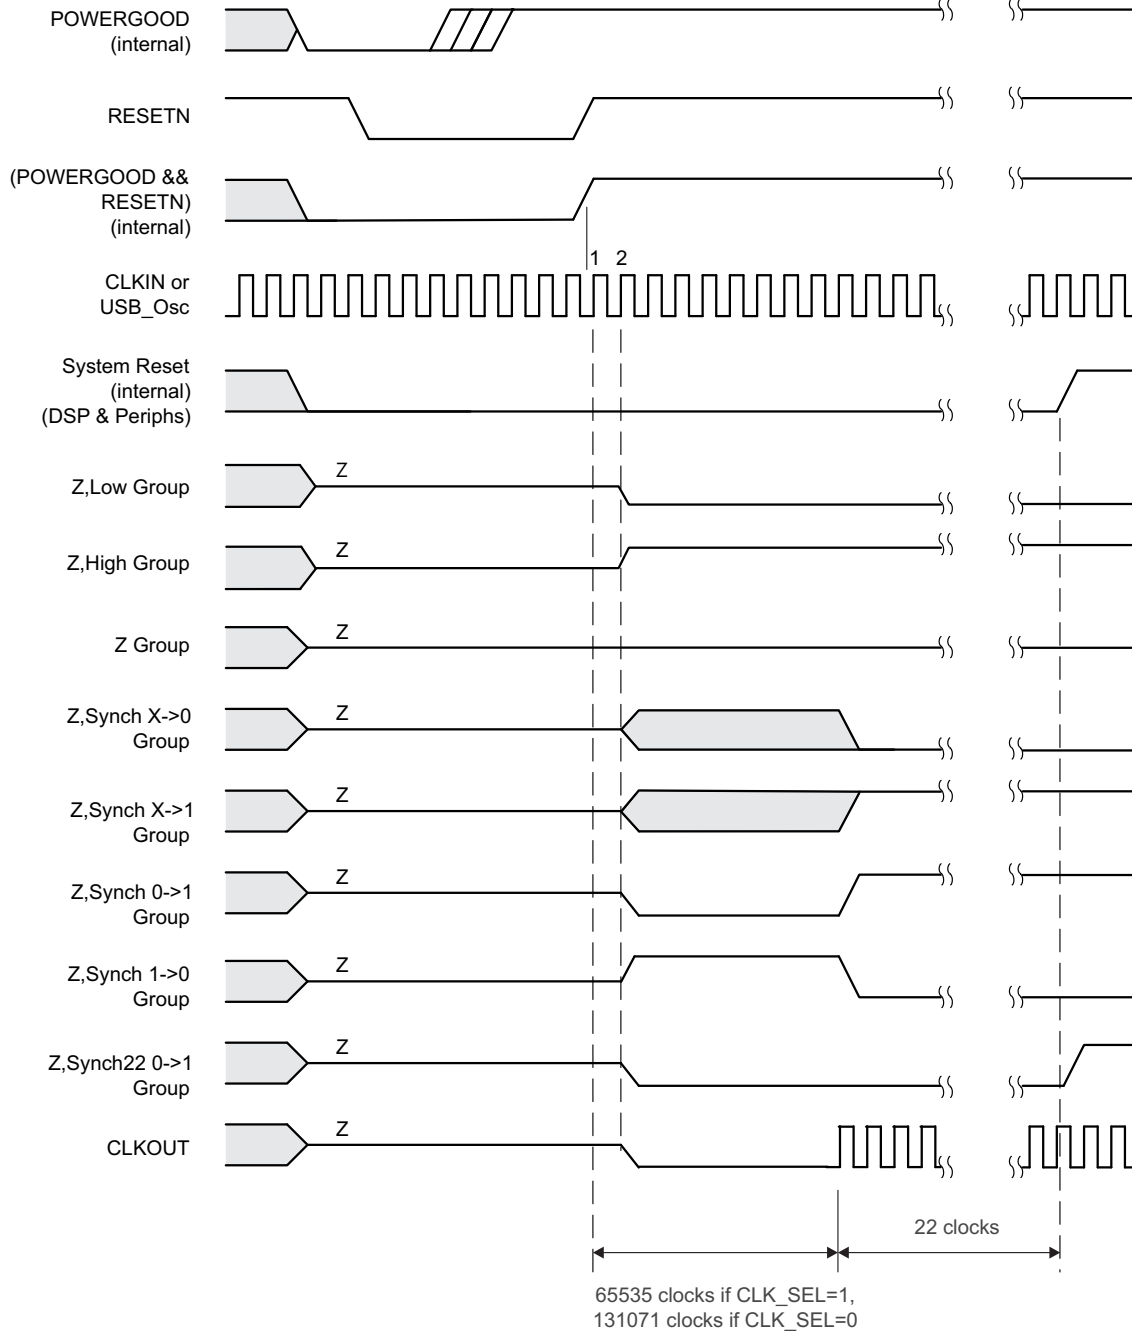 POWERGOOD
(internal)
RESETN
(POWERGOOD &&
RESETN)
(internal)
1 2
CLKIN or
USB_Osc
System Reset
(internal)
(DSP & Periphs)
Z
Z,Low Group
Z
Z,High Group
Z
Z Group
Z
Z,Synch X->0
Group
Z
Z,Synch X->1
Group
Z
Z,Synch 0->1
Group
Z
Z,Synch 1->0
Group
Z
Z,Synch22 0->1
Group
Z
CLKOUT
22 clocks
65535 clocks if CLK_SEL=1,
131071 clocks if CLK_SEL=0